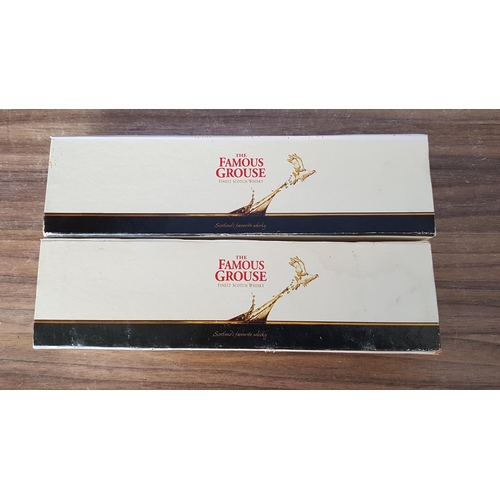 THE
FAMOUS
GROUSE
FINEST SCOTCH WHISKY
Scotland's favourite whisky
THE
FAMOUS
GROUSE
FINEST SCOTCH WHISKY
Scotland's favourite whisky